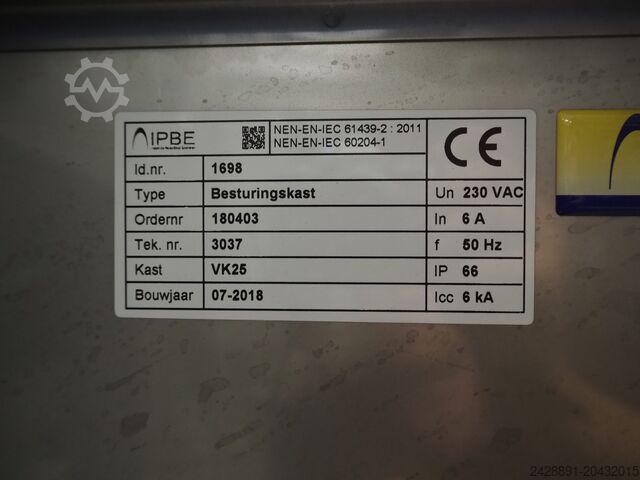 IPBE
NEN-EN-IEC 61439-2 : 2011
NEN-EN-IEC 60204-1
CE
Id.nr. 1698
Type Besturingskast Un 230 VAC
Ordernr 180403 In 6 A
Tek. nr. 3037 f 50 Hz
Kast VK25 IP 66
Bouwjaar 07-2018 Icc 6 kA
2428891-20432015